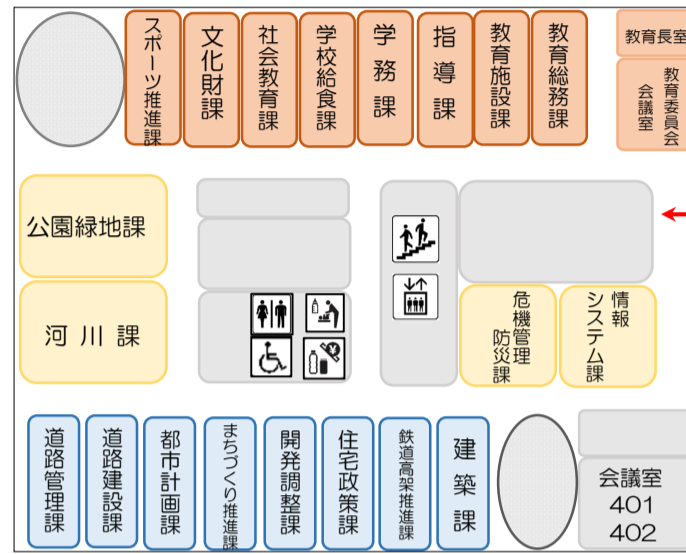 スポーツ推進課
文化財課
社会教育課
学校給食課
学務課
指導課
教育施設課
教育総務課
教育長室
教育委員会
会議室
公園緑地課
河川課
危機管理
防災課
情報
システム課
道路管理課
道路建設課
都市計画課
まちづくり推進課
開発調整課
住宅政策課
鉄道高架推進課
建築課
会議室
401
402